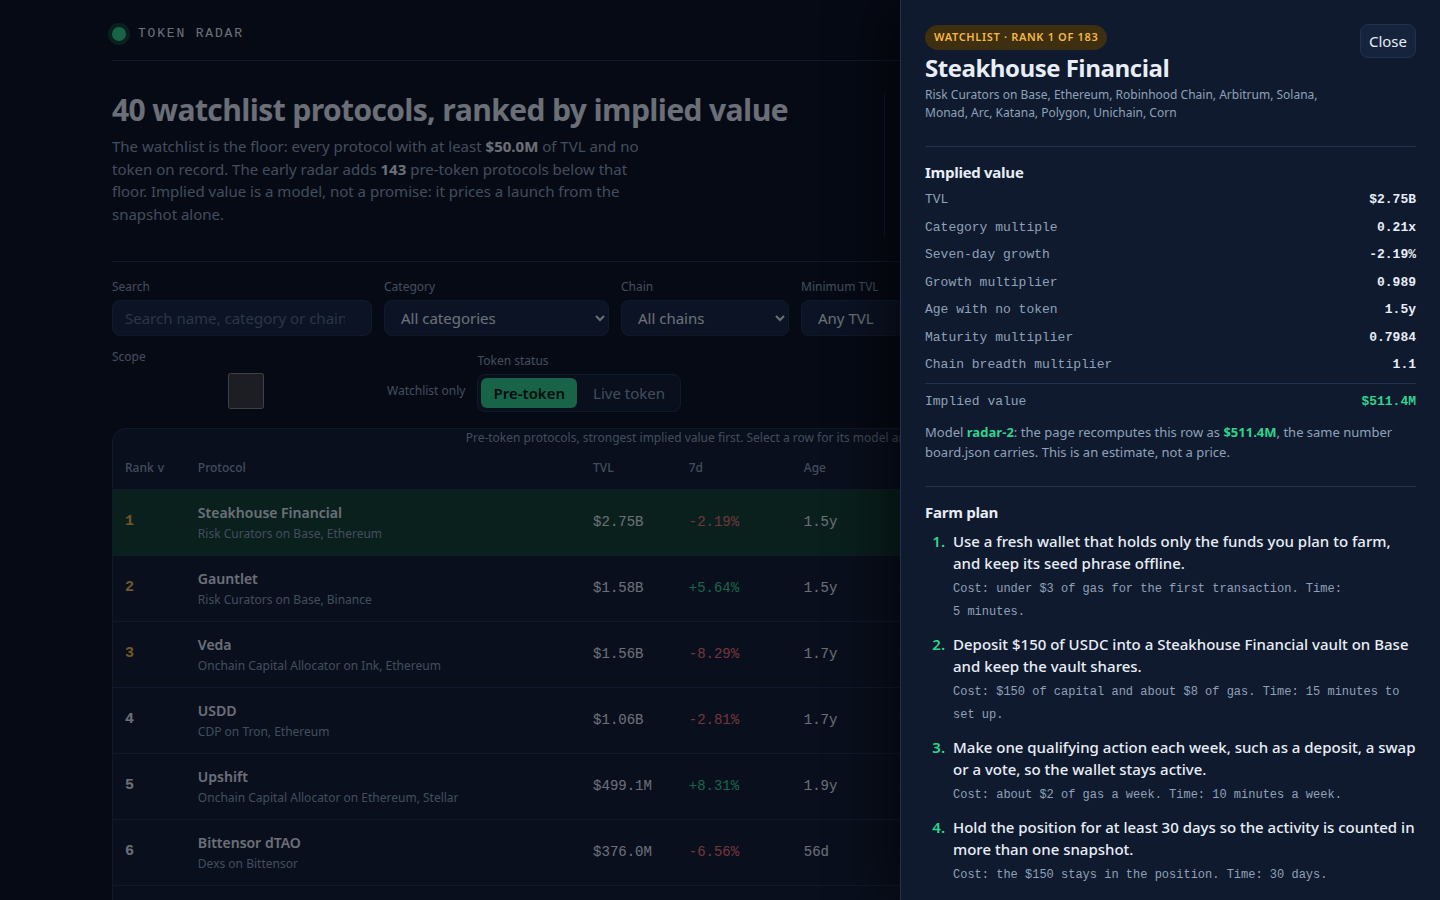 TOKEN RADAR
40 watchlist protocols, ranked by implied value
The watchlist is the floor: every protocol with at least $50.0M of TVL and no
token on record. The early radar adds 143 pre-token protocols below that
floor. Implied value is a model, not a promise: it prices a launch from the
snapshot alone.
Search
Category
Chain
Minimum TVL
Search name, category or chain
All categories
All chains
Any TVL
Scope
Watchlist only
Token status
Pre-token
Live token
Pre-token protocols, strongest implied value first. Select a row for its model a
Rank v
Protocol
TVL
7d
Age
1
Steakhouse Financial
Risk Curators on Base, Ethereum
$2.75B
-2.19%
1.5y
2
Gauntlet
Risk Curators on Base, Binance
$1.58B
+5.64%
1.5y
3
Veda
Onchain Capital Allocator on Ink, Ethereum
$1.56B
-8.29%
1.7y
4
USDD
CDP on Tron, Ethereum
$1.06B
-2.81%
1.7y
5
Upshift
Onchain Capital Allocator on Ethereum, Stellar
$499.1M
+8.31%
1.9y
6
Bittensor dTAO
Dexs on Bittensor
$376.0M
-6.56%
56d
WATCHLIST · RANK 1 OF 183
Close
Steakhouse Financial
Risk Curators on Base, Ethereum, Robinhood Chain, Arbitrum, Solana,
Monad, Arc, Katana, Polygon, Unichain, Corn
Implied value
TVL $2.75B
Category multiple 0.21x
Seven-day growth -2.19%
Growth multiplier 0.989
Age with no token 1.5y
Maturity multiplier 0.7984
Chain breadth multiplier 1.1
Implied value $511.4M
Model radar-2: the page recomputes this row as $511.4M, the same number
board.json carries. This is an estimate, not a price.
Farm plan
1. Use a fresh wallet that holds only the funds you plan to farm,
and keep its seed phrase offline.
Cost: under $3 of gas for the first transaction. Time:
5 minutes.
2. Deposit $150 of USDC into a Steakhouse Financial vault on Base
and keep the vault shares.
Cost: $150 of capital and about $8 of gas. Time: 15 minutes to
set up.
3. Make one qualifying action each week, such as a deposit, a swap
or a vote, so the wallet stays active.
Cost: about $2 of gas a week. Time: 10 minutes a week.
4. Hold the position for at least 30 days so the activity is counted in
more than one snapshot.
Cost: the $150 stays in the position. Time: 30 days.